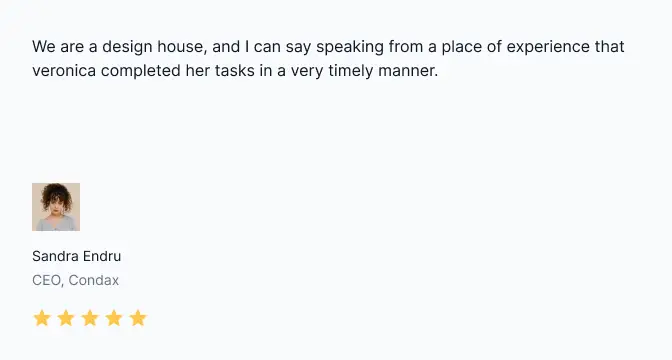 We are a design house, and I can say speaking from a place of experience that
veronica completed her tasks in a very timely manner.
Sandra Endru
CEO, Condax